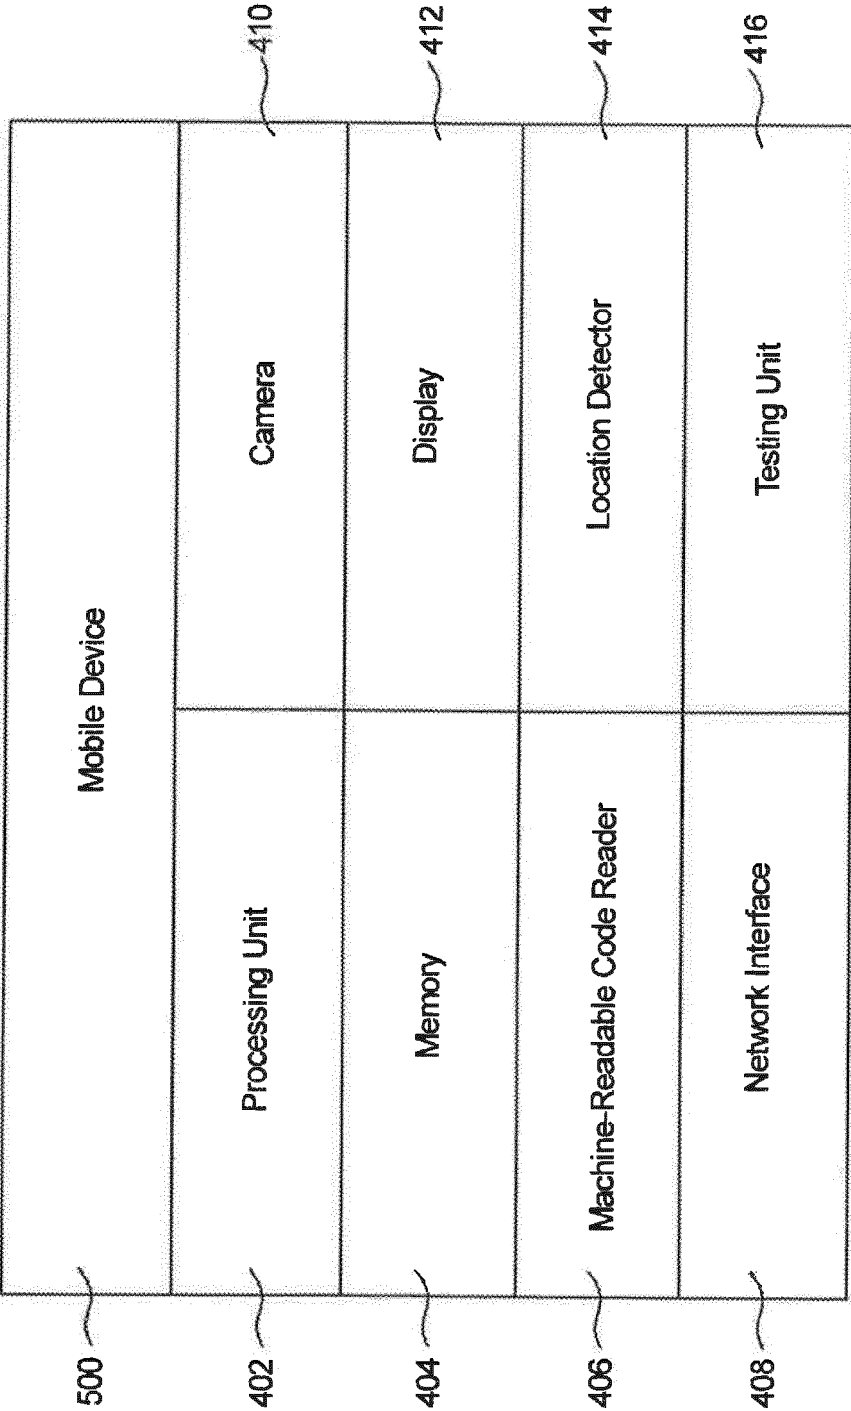 500
Mobile Device
402
Processing Unit
Camera
410
404
Memory
Display
412
406
Machine-Readable Code Reader
Location Detector
414
408
Network Interface
Testing Unit
416